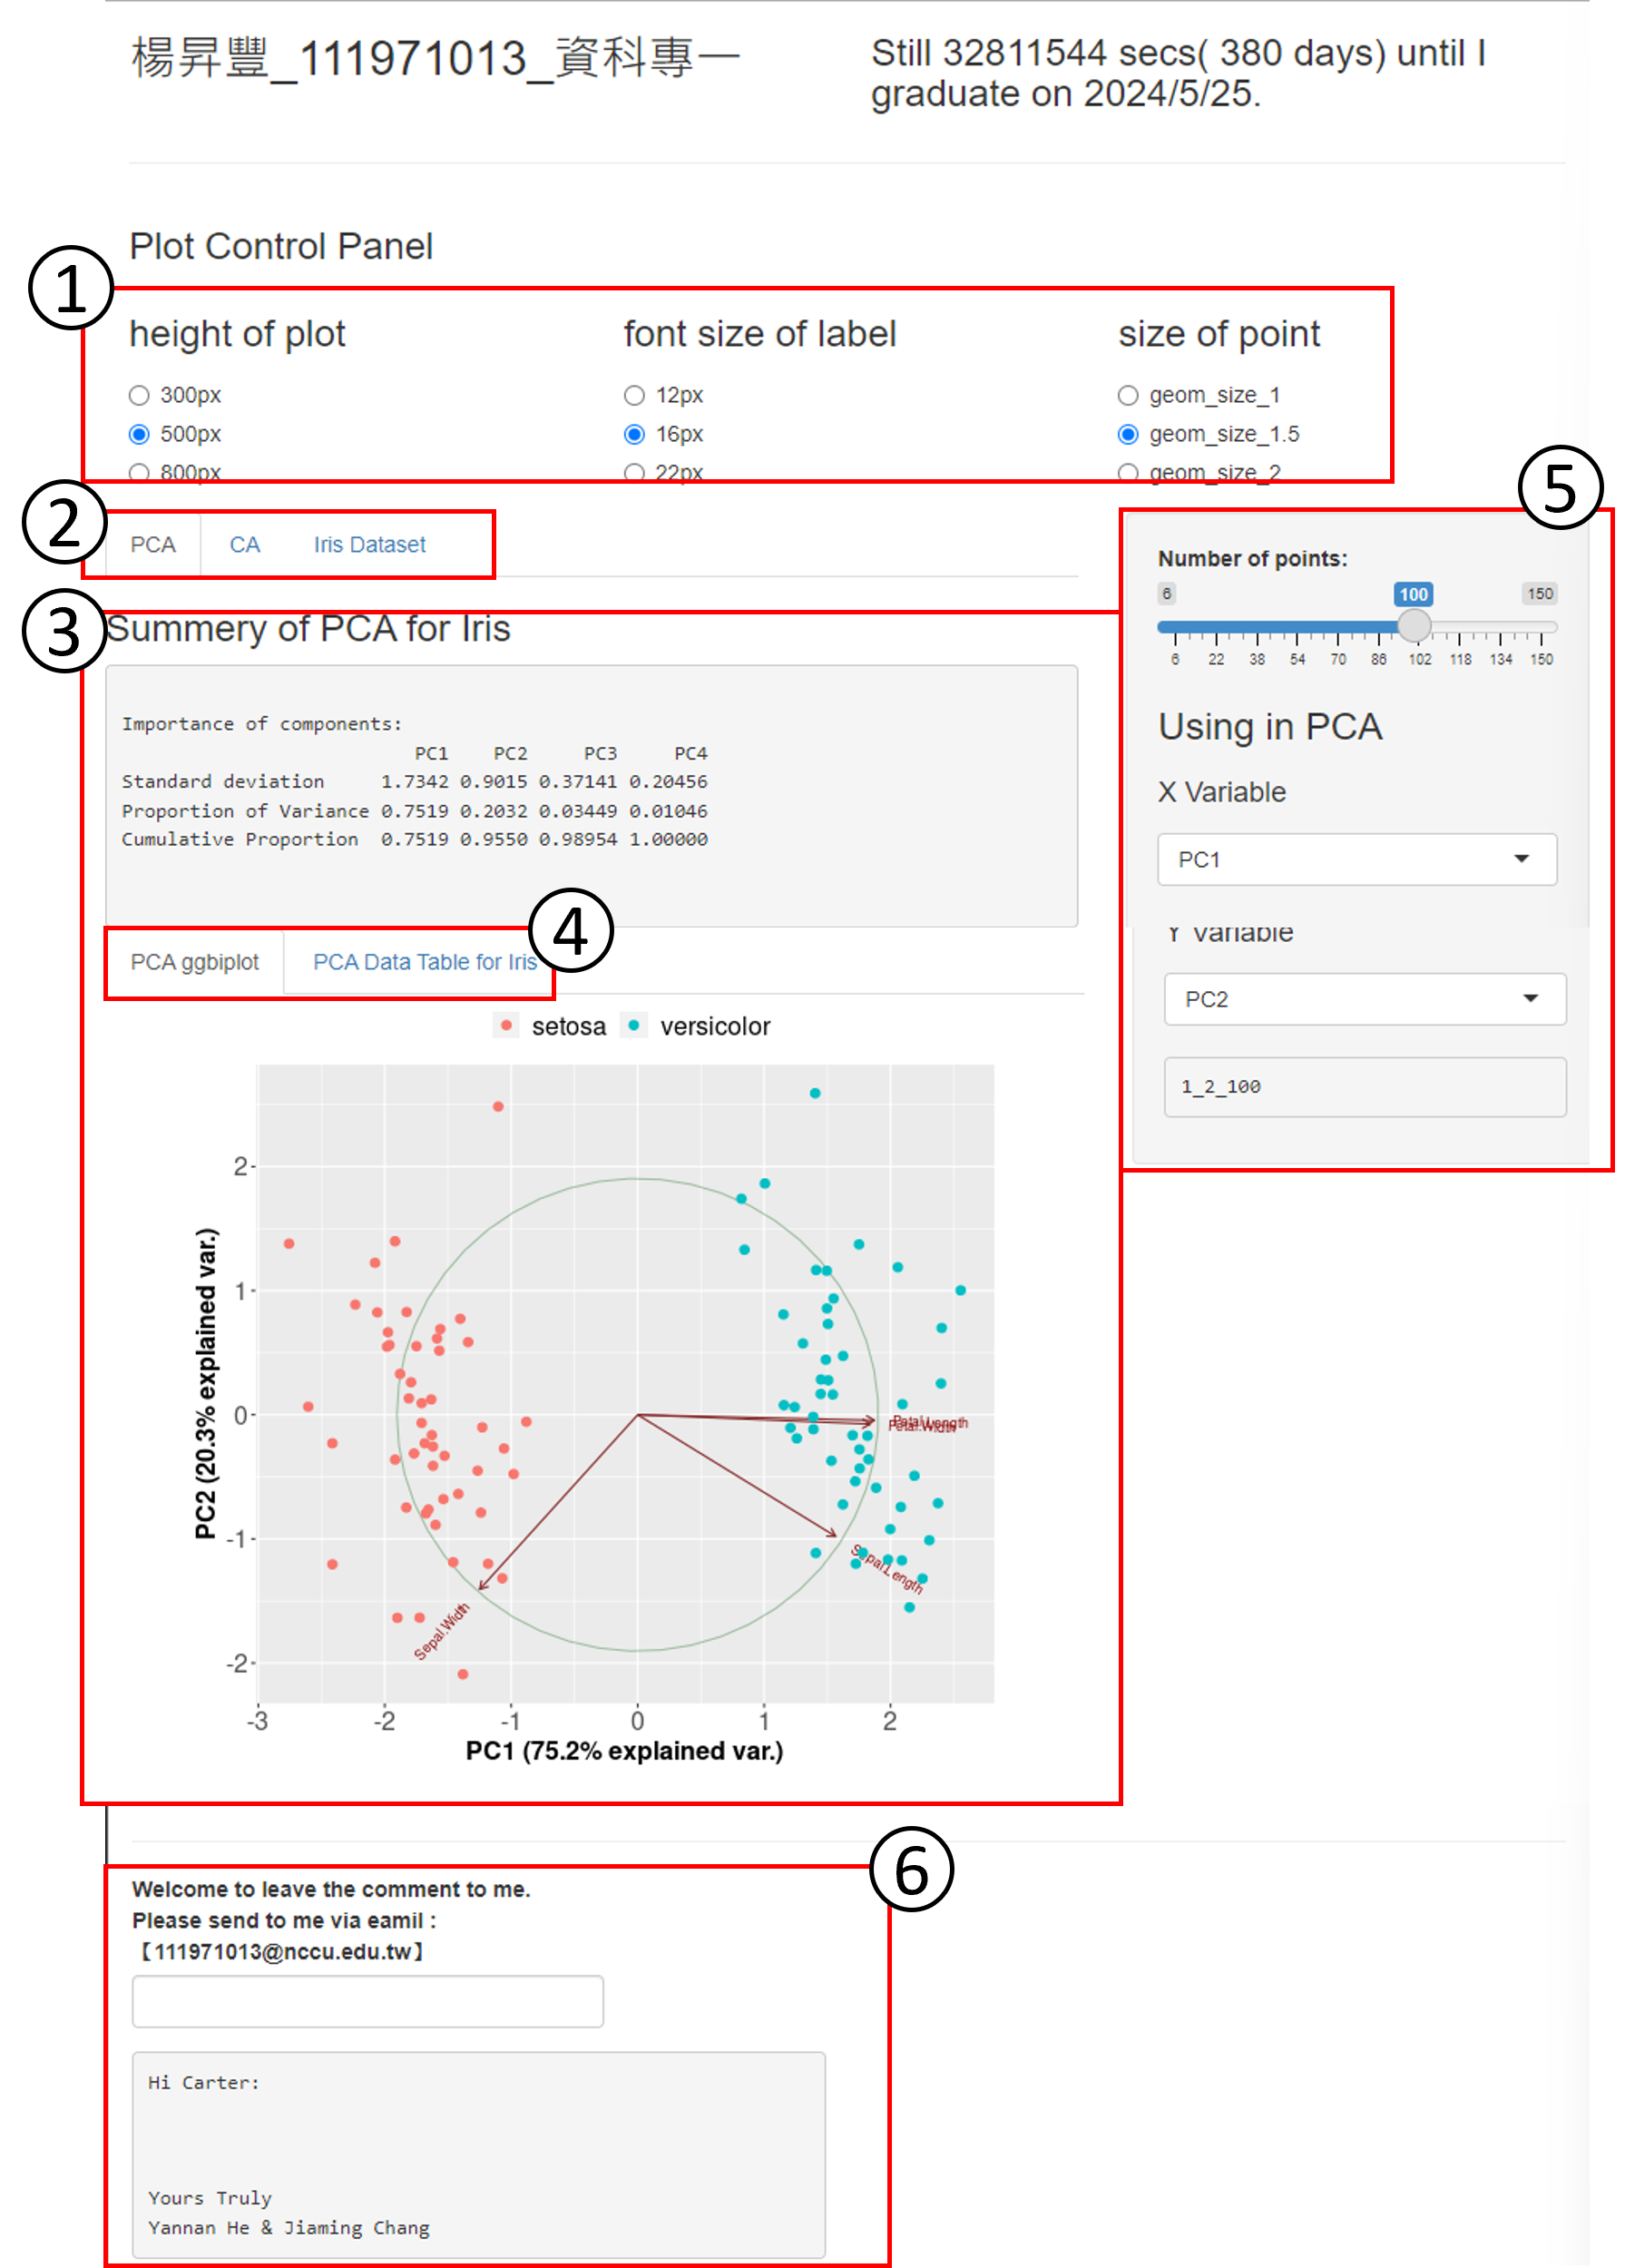 楊昇豐_111971013_資科專一
Still 32811544 secs( 380 days) until I
graduate on 2024/5/25.
Plot Control Panel
1
height of plot
font size of label
size of point
300px
12px
geom_size_1
500px
16px
geom_size_1.5
800px
22px
geom_size_2
2
PCA
CA
Iris Dataset
3
Summery of PCA for Iris
Importance of components:
PC1 PC2 PC3 PC4
Standard deviation 1.7342 0.9015 0.37141 0.20456
Proportion of Variance 0.7519 0.2032 0.03449 0.01046
Cumulative Proportion 0.7519 0.9550 0.98954 1.00000
4
PCA ggbiplot
PCA Data Table for Iris
setosa versicolor
PC2 (20.3% explained var.)
2
1
0
-1
-2
Petal.Length
Petal.Width
Sepal.Length
Sepal.Width
-3 -2 -1 0 1 2
PC1 (75.2% explained var.)
5
Number of points:
6 100 150
6 22 38 54 70 86 102 118 134 150
Using in PCA
X Variable
PC1
Y Variable
PC2
1_2_100
6
Welcome to leave the comment to me.
Please send to me via eamil :
【111971013@nccu.edu.tw】
Hi Carter:
Yours Truly
Yannan He & Jiaming Chang